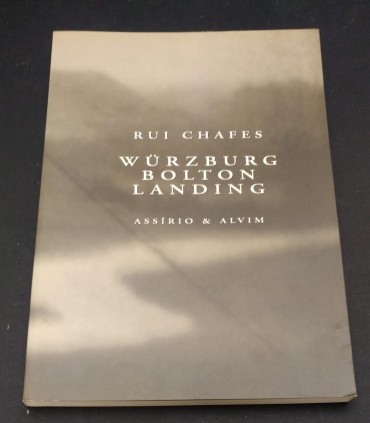 RUI CHAFES
WÜRZBURG
BOLTON
LANDING
ASSÍRIO & ALVIM